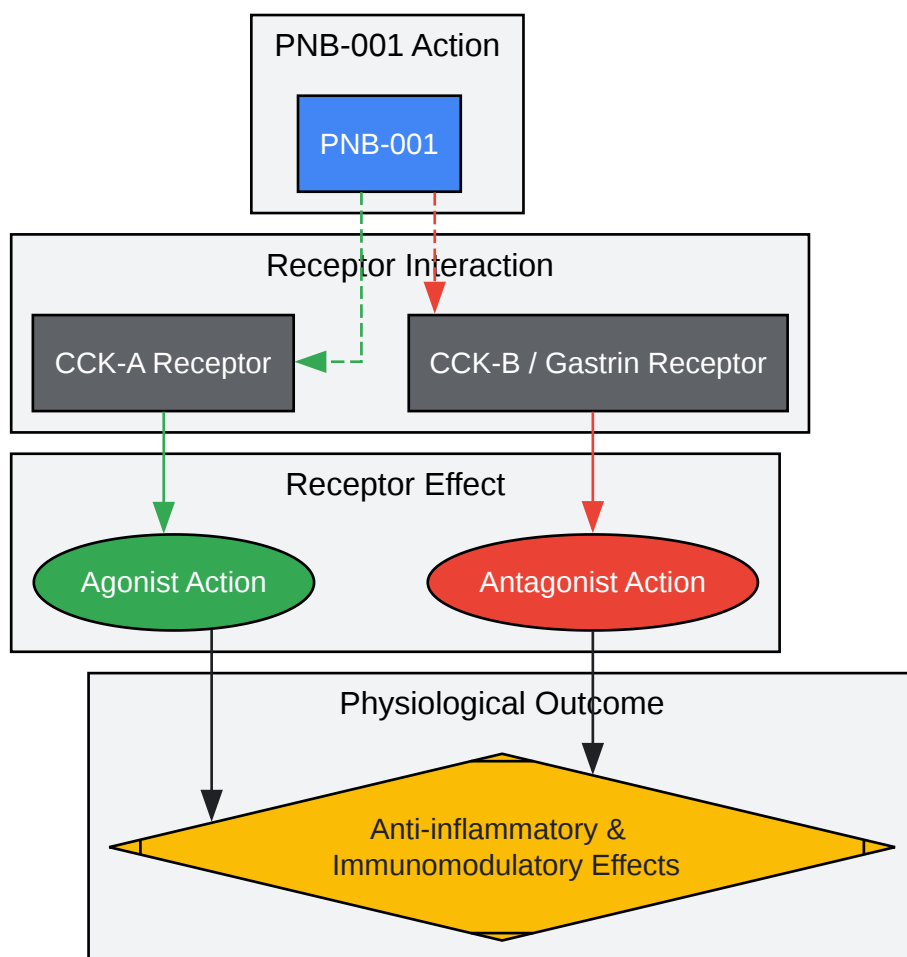 PNB-001 Action
PNB-001
Receptor Interaction
CCK-A Receptor
CCK-B / Gastrin Receptor
Receptor Effect
Agonist Action
Antagonist Action
Physiological Outcome
Anti-inflammatory &
Immunomodulatory Effects